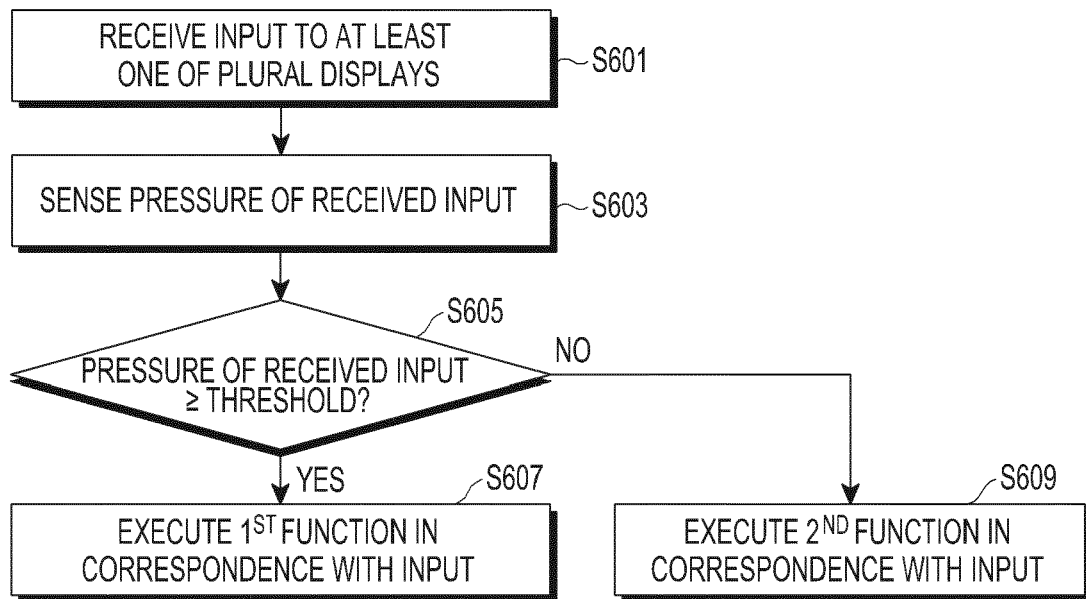 RECEIVE INPUT TO AT LEAST
ONE OF PLURAL DISPLAYS
S601
SENSE PRESSURE OF RECEIVED INPUT
S603
S605
PRESSURE OF RECEIVED INPUT
≥ THRESHOLD?
NO
YES
S607
EXECUTE 1ST FUNCTION IN
CORRESPONDENCE WITH INPUT
S609
EXECUTE 2ND FUNCTION IN
CORRESPONDENCE WITH INPUT